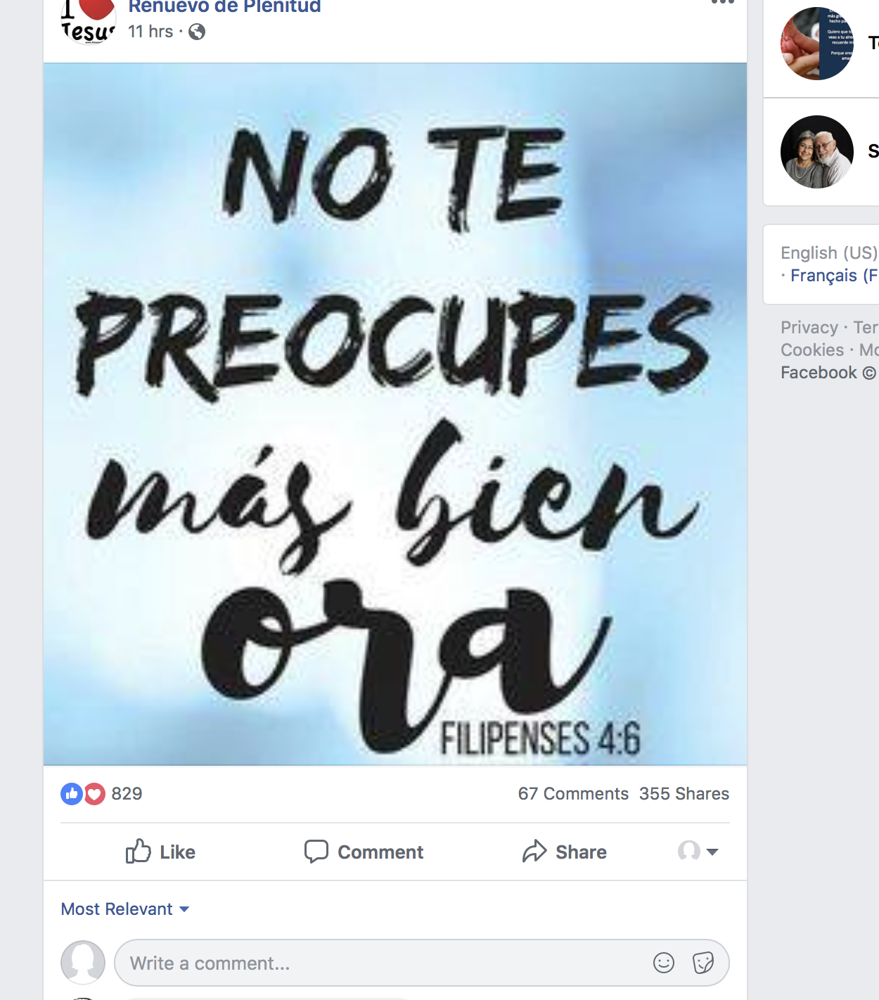 Renuevo de Plenitud
11 hrs ·
I
Jesus
NO TE
PREOCUPES
más bien
ora
FILIPENSES 4:6
829
67 Comments 355 Shares
Like Comment Share
Most Relevant
Write a comment...
English (US)
· Français (F
Privacy · Ter
Cookies · Mo
Facebook ©